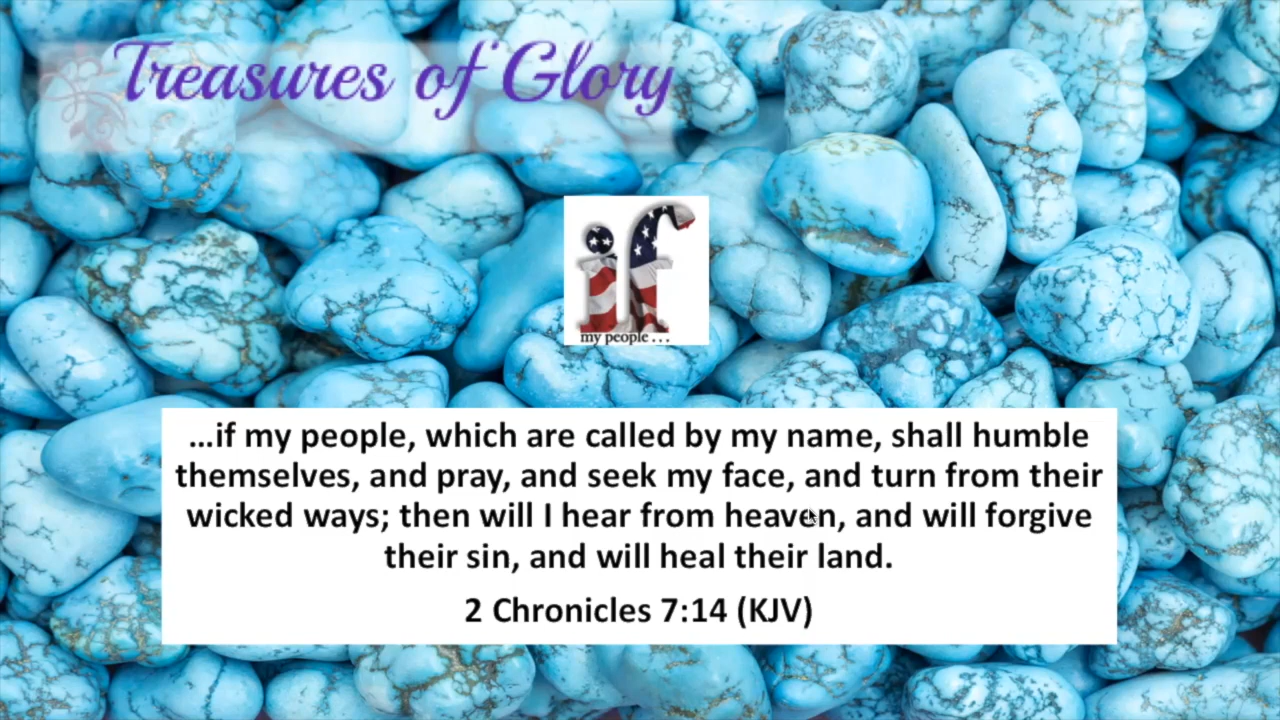 Treasures of Glory
if
my people...
...if my people, which are called by my name, shall humble
themselves, and pray, and seek my face, and turn from their
wicked ways; then will I hear from heaven, and will forgive
their sin, and will heal their land.
2 Chronicles 7:14 (KJV)